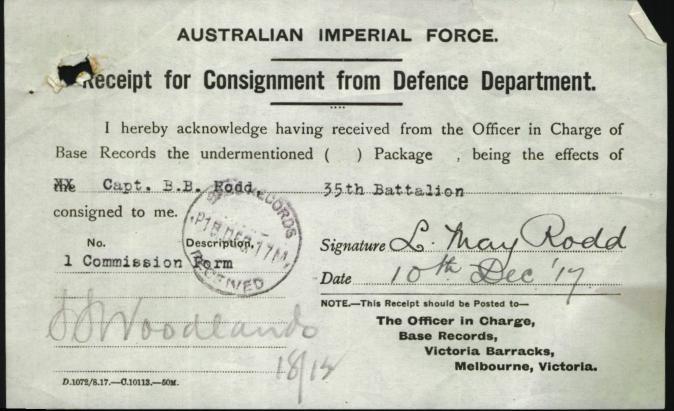 AUSTRALIAN IMPERIAL FORCE.
Receipt for Consignment from Defence Department.
I hereby acknowledge having received from the Officer in Charge of
Base Records the undermentioned ( ) Package , being the effects of
the Capt. B.B. Rodd, 35th Battalion
consigned to me.
No. Description.
1 Commission Form
RECORDS
RECEIVED
Signature L. May Rodd
Date 10th Dec '17
NOTE.—This Receipt should be Posted to—
The Officer in Charge,
Base Records,
Victoria Barracks,
Melbourne, Victoria.
Woodlands
18/12
D.1072/8.17.—C.10113.—50M.